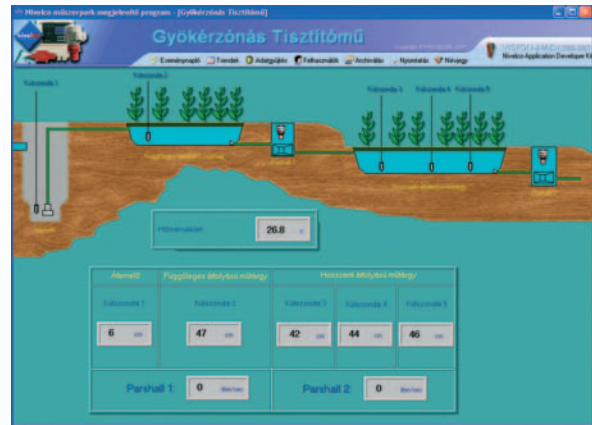 Nivelco műszerpark megjelenítő program - [Gyökérzónás Tisztítómű]
Gyökérzónás Tisztítómű
Eseménynapló Trendek Adatgyűjtés Felhasználók Archiválás Nyomtatás Névjegy
Nivelco Application Developer Kit
Kútszonda 1
Kútszonda 2
Kútszonda 3 Kútszonda 4 Kútszonda 5
Hőmérséklet 26.8
Átemelő Függőleges átfolyású műtárgy Hosszanti átfolyású műtárgy
Kútszonda 1 Kútszonda 2 Kútszonda 3 Kútszonda 4 Kútszonda 5
6 cm 47 cm 42 cm 44 cm 46 cm
Parshall 1: 0 Parshall 2: 0